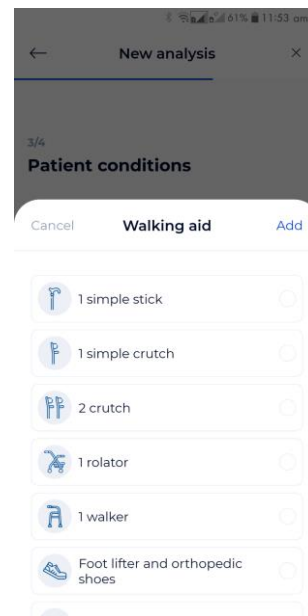 61% 11:53 am
New analysis
3/4
Patient conditions
Cancel Walking aid Add
1 simple stick
1 simple crutch
2 crutch
1 rolator
1 walker
Foot lifter and orthopedic
shoes